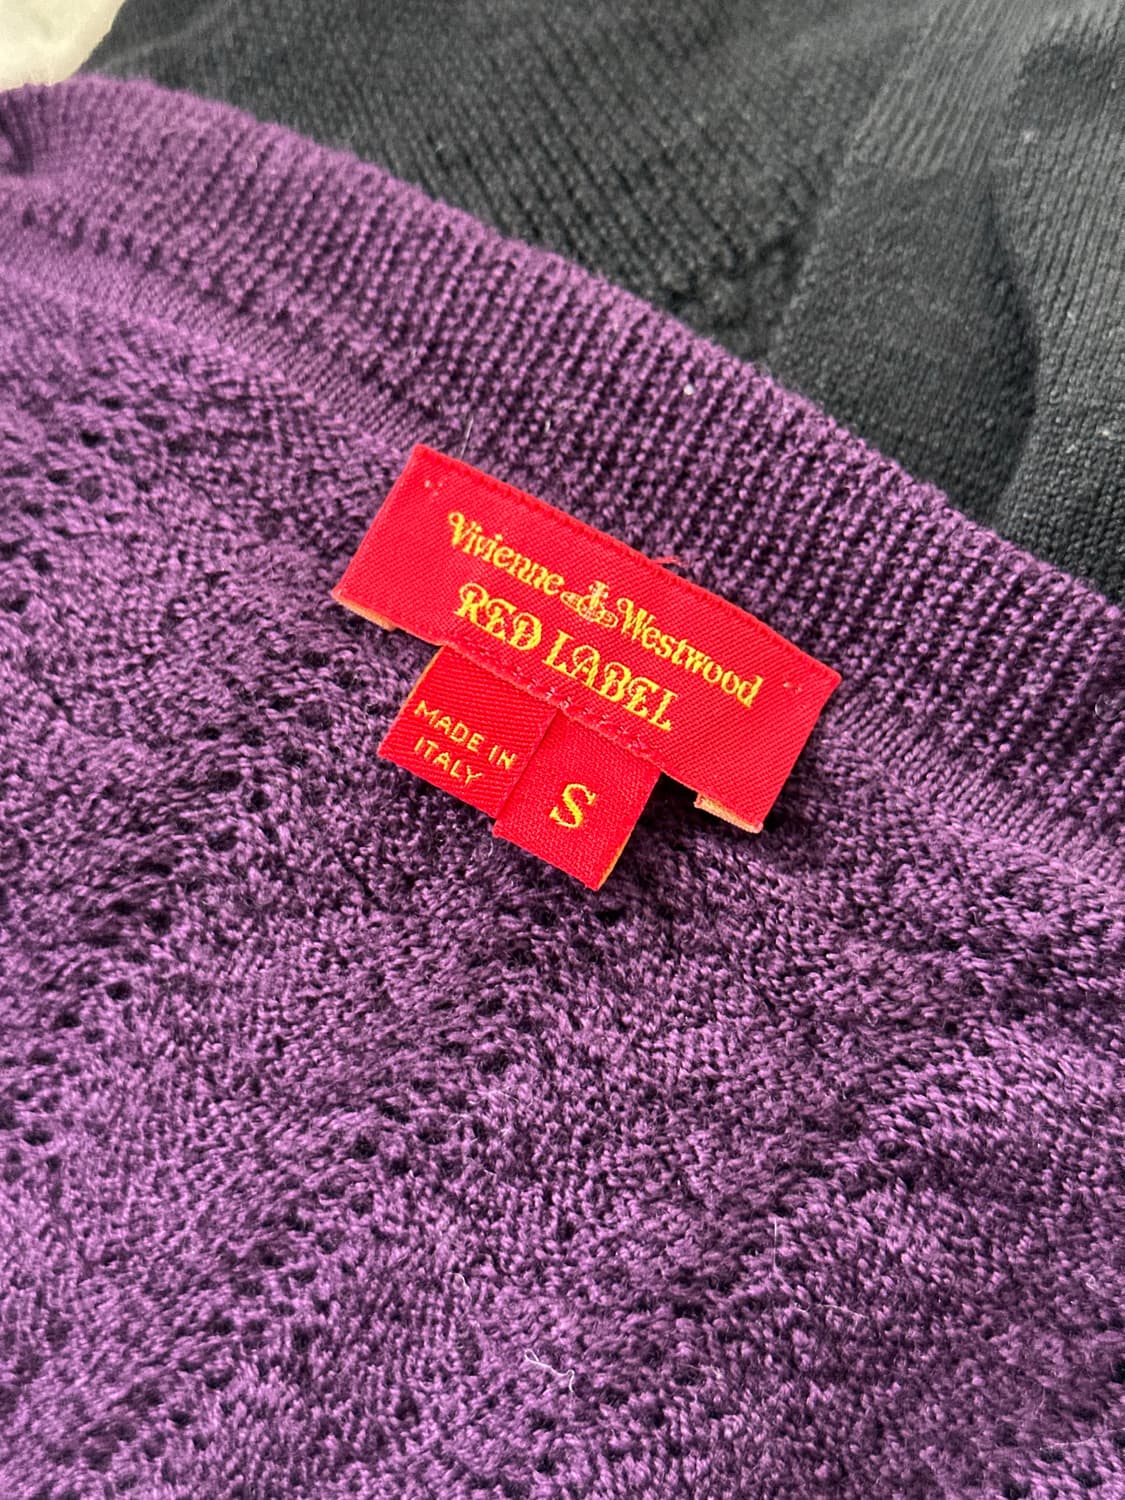 Vivienne Westwood
RED LABEL
MADE IN
ITALY
S